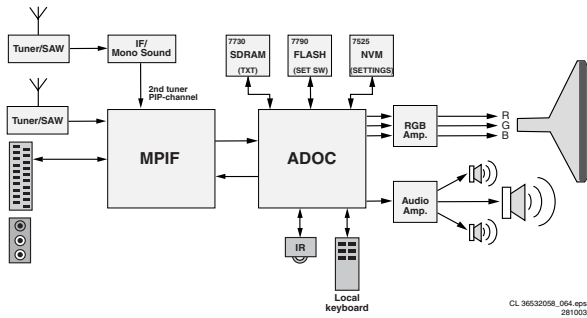 Tuner/SAW
IF/
Mono Sound
7730
SDRAM
(TXT)
7790
FLASH
(SET SW)
7525
NVM
(SETTINGS)
2nd tuner
PIP-channel
Tuner/SAW
MPIF
ADOC
RGB
Amp.
R
G
B
Audio
Amp.
IR
Local
keyboard
CL 36532058_064.eps
281003